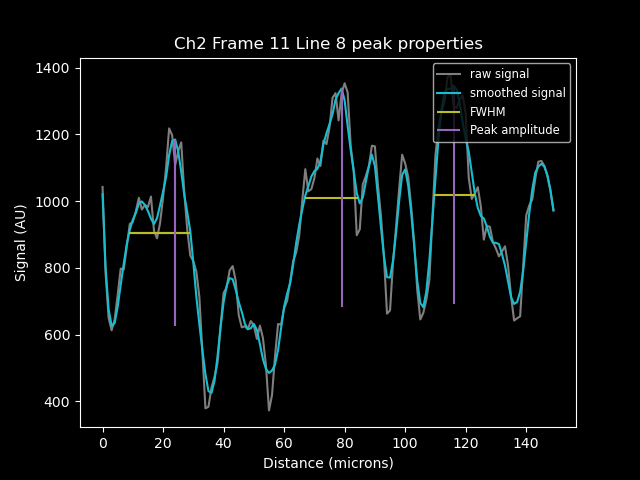 Ch2 Frame 11 Line 8 peak properties
raw signal
smoothed signal
FWHM
Peak amplitude
Signal (AU)
1400
1200
1000
800
600
400
0 20 40 60 80 100 120 140
Distance (microns)